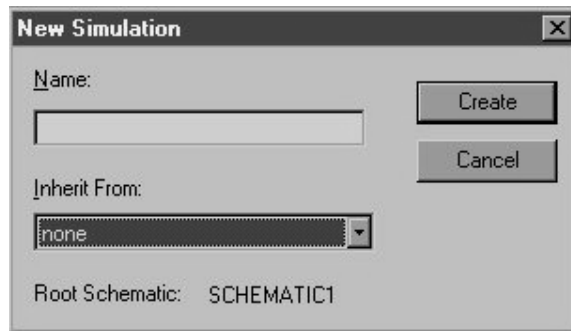 New Simulation
Name:
Create
Cancel
Inherit From:
none
Root Schematic: SCHEMATIC1